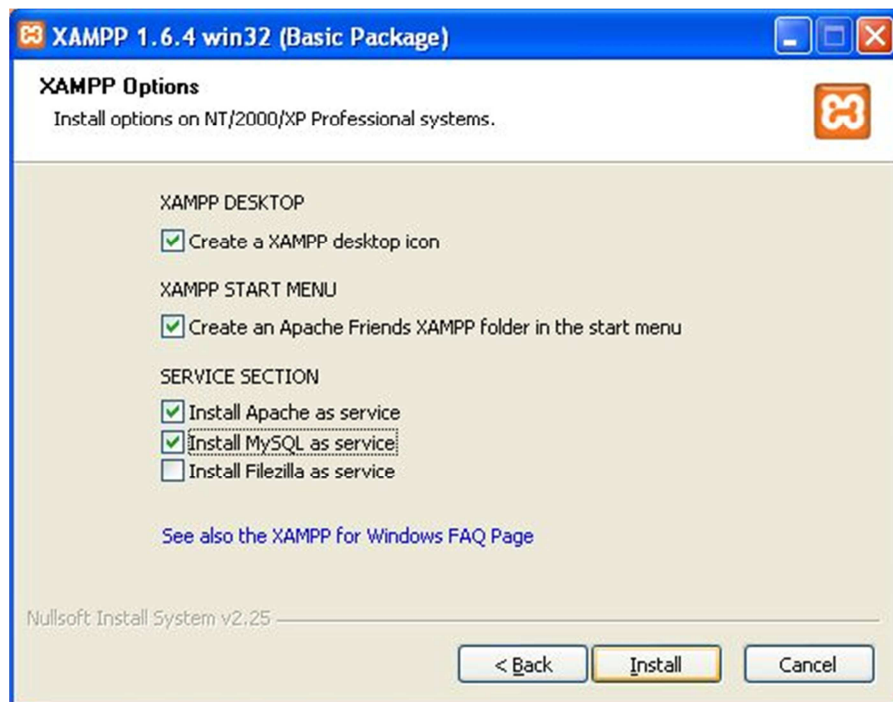 XAMPP 1.6.4 win32 (Basic Package)
XAMPP Options
Install options on NT/2000/XP Professional systems.
XAMPP DESKTOP
Create a XAMPP desktop icon
XAMPP START MENU
Create an Apache Friends XAMPP folder in the start menu
SERVICE SECTION
Install Apache as service
Install MySQL as service
Install Filezilla as service
See also the XAMPP for Windows FAQ Page
Nullsoft Install System v2.25
< Back Install Cancel